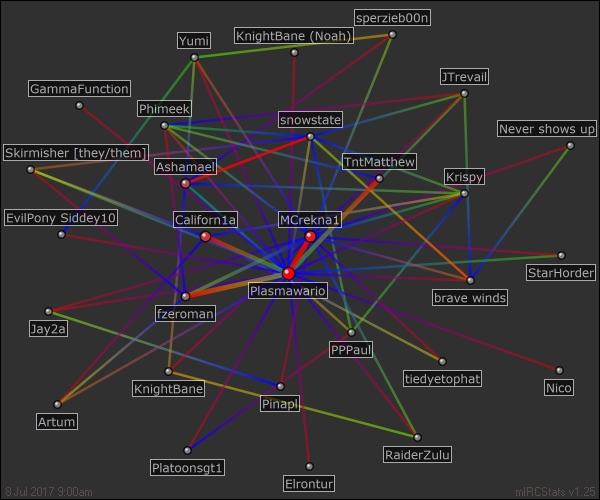 sperzieb00n
Yumi
KnightBane (Noah)
JTrevail
GammaFunction
Phimeek
snowstate
Never shows up
Skirmisher [they/them]
Ashamael
TntMatthew
Krispy
EvilPony Siddey10
Californ1a
MCrekna1
StarHorder
Plasmawario
brave winds
fzeroman
Jay2a
PPPaul
tiedyetophat
KnightBane
Nico
Pinapl
Artum
RaiderZulu
Platoonsgt1
Elrontur
8 Jul 2017 9:00am
mIRCStats v1.25